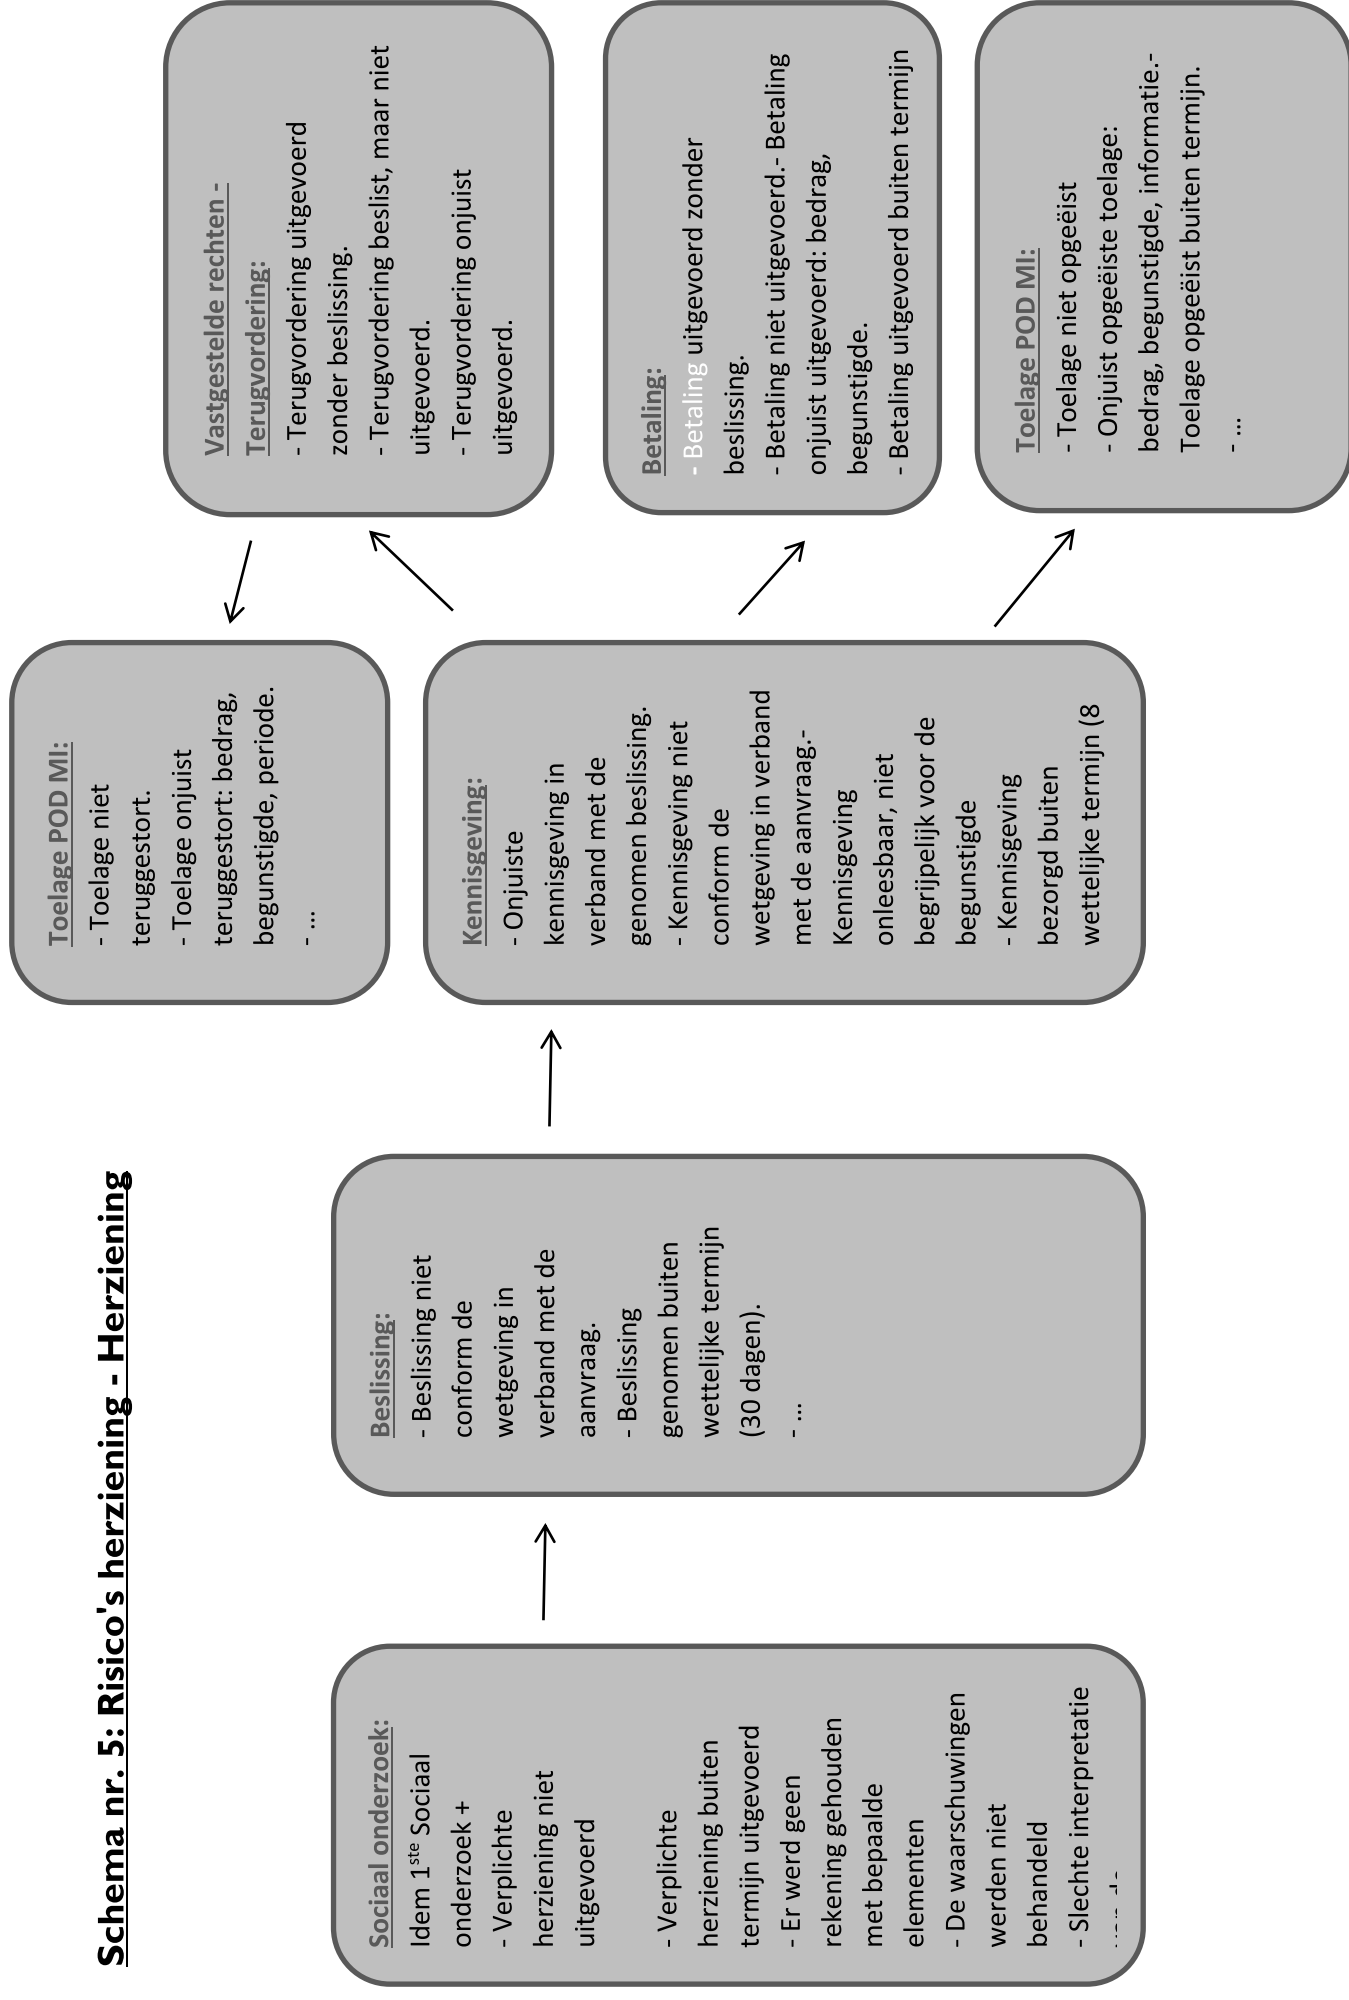 Schema nr. 5: Risico's herziening - Herziening
Sociaal onderzoek:
Idem 1ste Sociaal
onderzoek +
- Verplichte
herziening niet
uitgevoerd
- Verplichte
herziening buiten
termijn uitgevoerd
- Er werd geen
rekening gehouden
met bepaalde
elementen
- De waarschuwingen
werden niet
behandeld
- Slechte interpretatie
Beslissing:
- Beslissing niet
conform de
wetgeving in
verband met de
aanvraag.
- Beslissing
genomen buiten
wettelijke termijn
(30 dagen).
- ...
Toelage POD MI:
- Toelage niet
teruggestort.
- Toelage onjuist
teruggestort: bedrag,
begunstigde, periode.
- ...
Kennisgeving:
- Onjuiste
kennisgeving in
verband met de
genomen beslissing.
- Kennisgeving niet
conform de
wetgeving in verband
met de aanvraag.-
Kennisgeving
onleesbaar, niet
begrijpelijk voor de
begunstigde
- Kennisgeving
bezorgd buiten
wettelijke termijn (8
Vastgestelde rechten -
Terugvordering:
- Terugvordering uitgevoerd
zonder beslissing.
- Terugvordering beslist, maar niet
uitgevoerd.
- Terugvordering onjuist
uitgevoerd.
Betaling:
- Betaling uitgevoerd zonder
beslissing.
- Betaling niet uitgevoerd.- Betaling
onjuist uitgevoerd: bedrag,
begunstigde.
- Betaling uitgevoerd buiten termijn
Toelage POD MI:
- Toelage niet opgeëist
- Onjuist opgeëiste toelage:
bedrag, begunstigde, informatie.-
Toelage opgeëist buiten termijn.
- ...